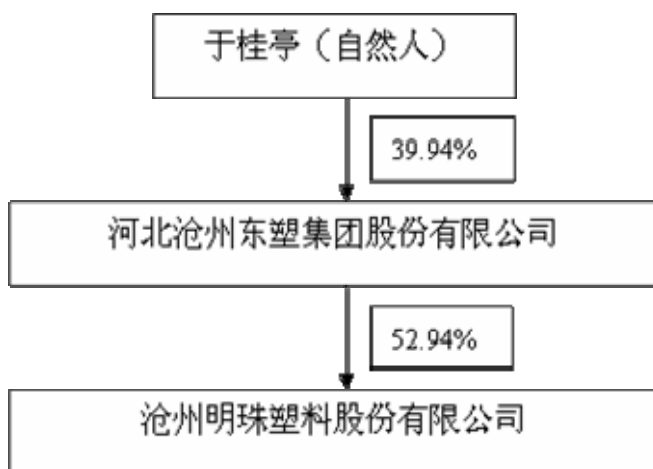 于桂亭（自然人）
39.94%
河北沧州东塑集团股份有限公司
52.94%
沧州明珠塑料股份有限公司